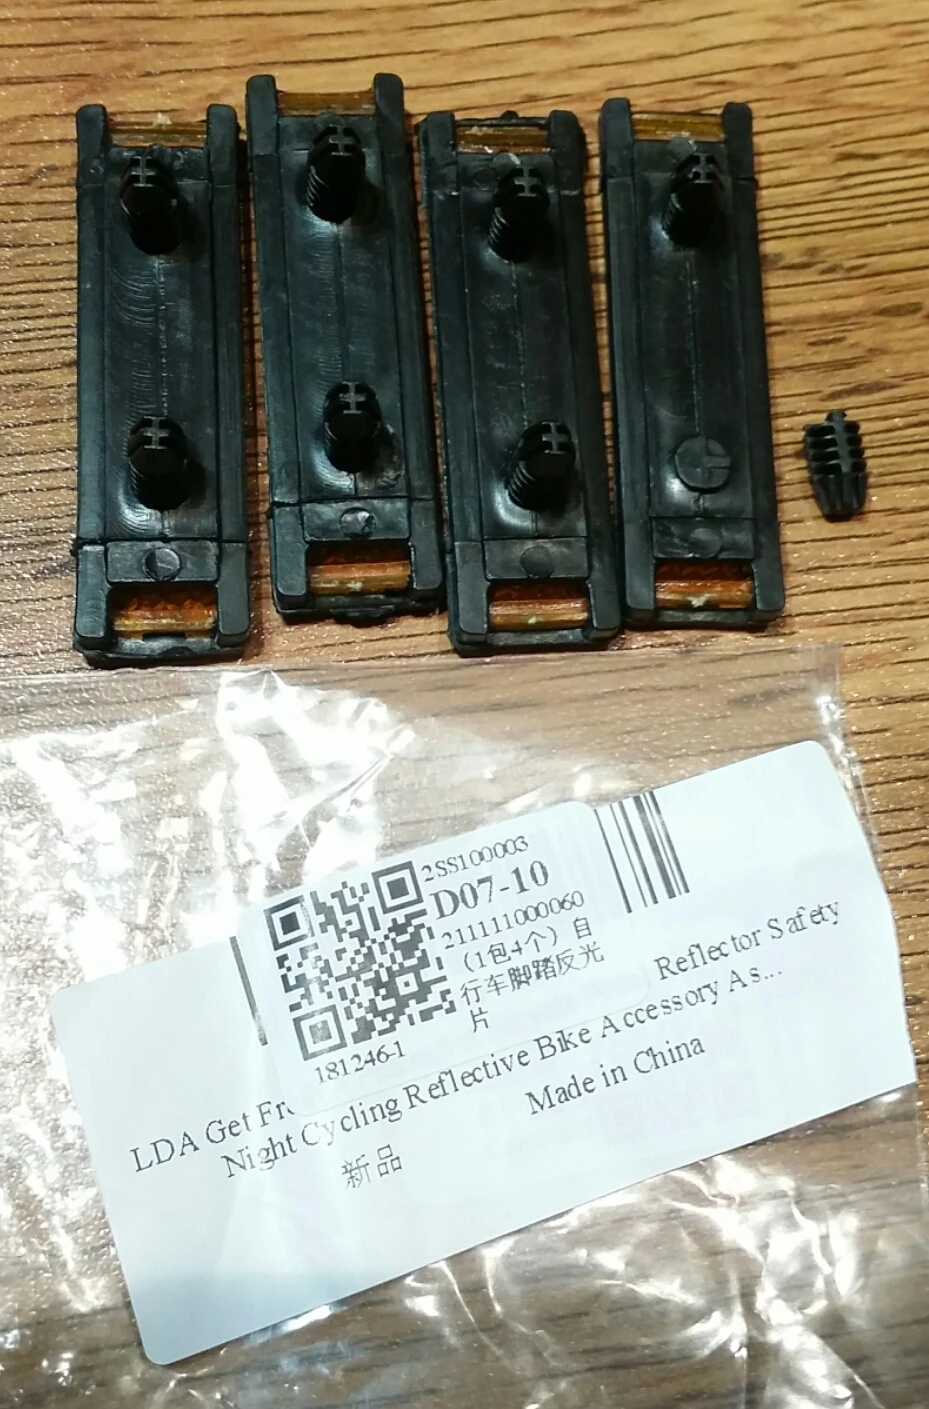 2SS100003
D07-10
211111000060
(1包4个）自
行车脚踏反光
片
181246-1
LDA Get Reflector Safety
Night Cycling Reflective Bike Accessory As...
Made in China
新品